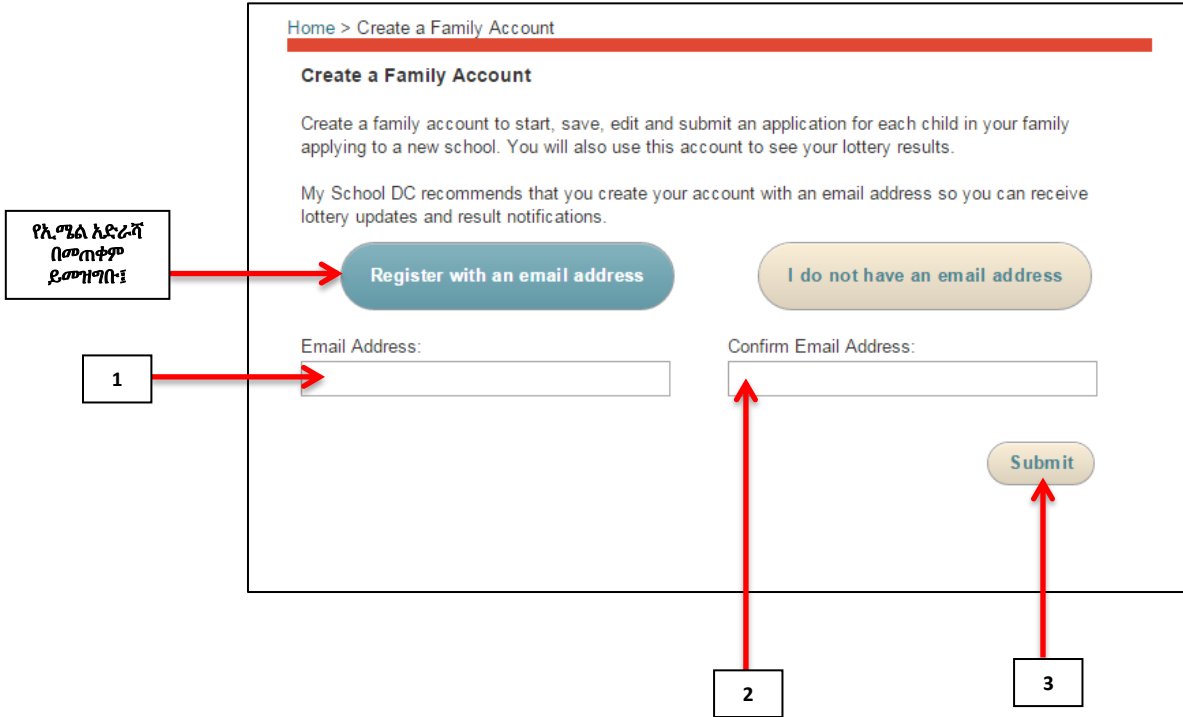 Home > Create a Family Account
Create a Family Account
Create a family account to start, save, edit and submit an application for each child in your family
applying to a new school. You will also use this account to see your lottery results.
My School DC recommends that you create your account with an email address so you can receive
lottery updates and result notifications.
የኢሜል አድራሻ
በመጠቀም
ይመዝግቡ፤
Register with an email address
I do not have an email address
Email Address:
Confirm Email Address:
1
Submit
2
3